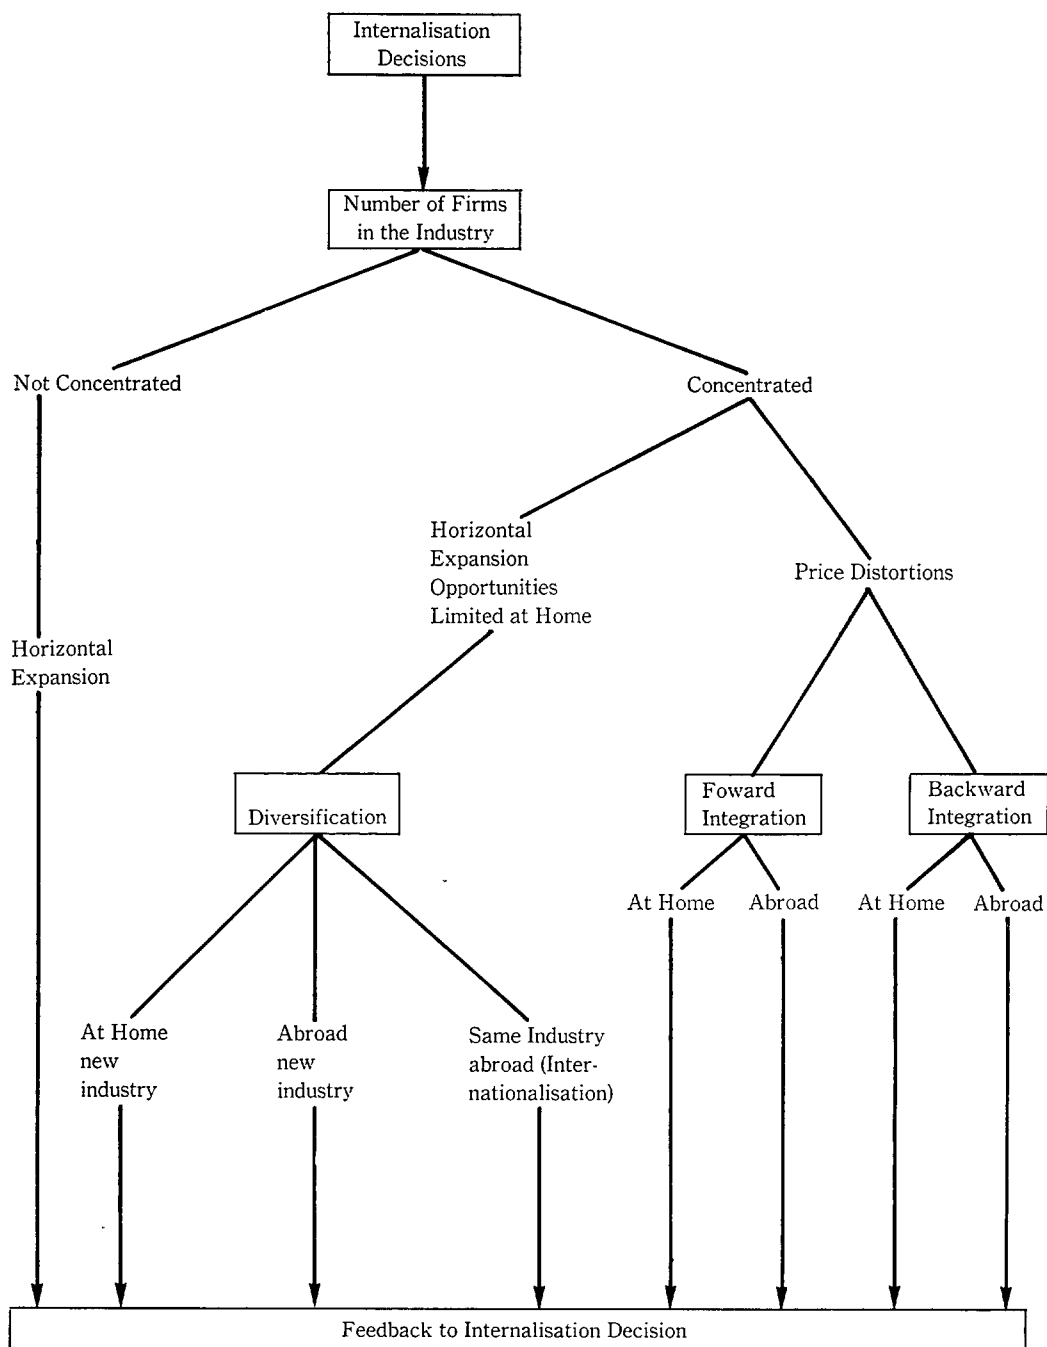 Internalisation
Decisions
Number of Firms
in the Industry
Not Concentrated
Concentrated
Horizontal
Expansion
Opportunities
Limited at Home
Price Distortions
Horizontal
Expansion
Diversification
Foward
Integration
Backward
Integration
At Home
Abroad
At Home
Abroad
At Home
new
industry
Abroad
new
industry
Same Industry
abroad (Inter-
nationalisation)
Feedback to Internalisation Decision